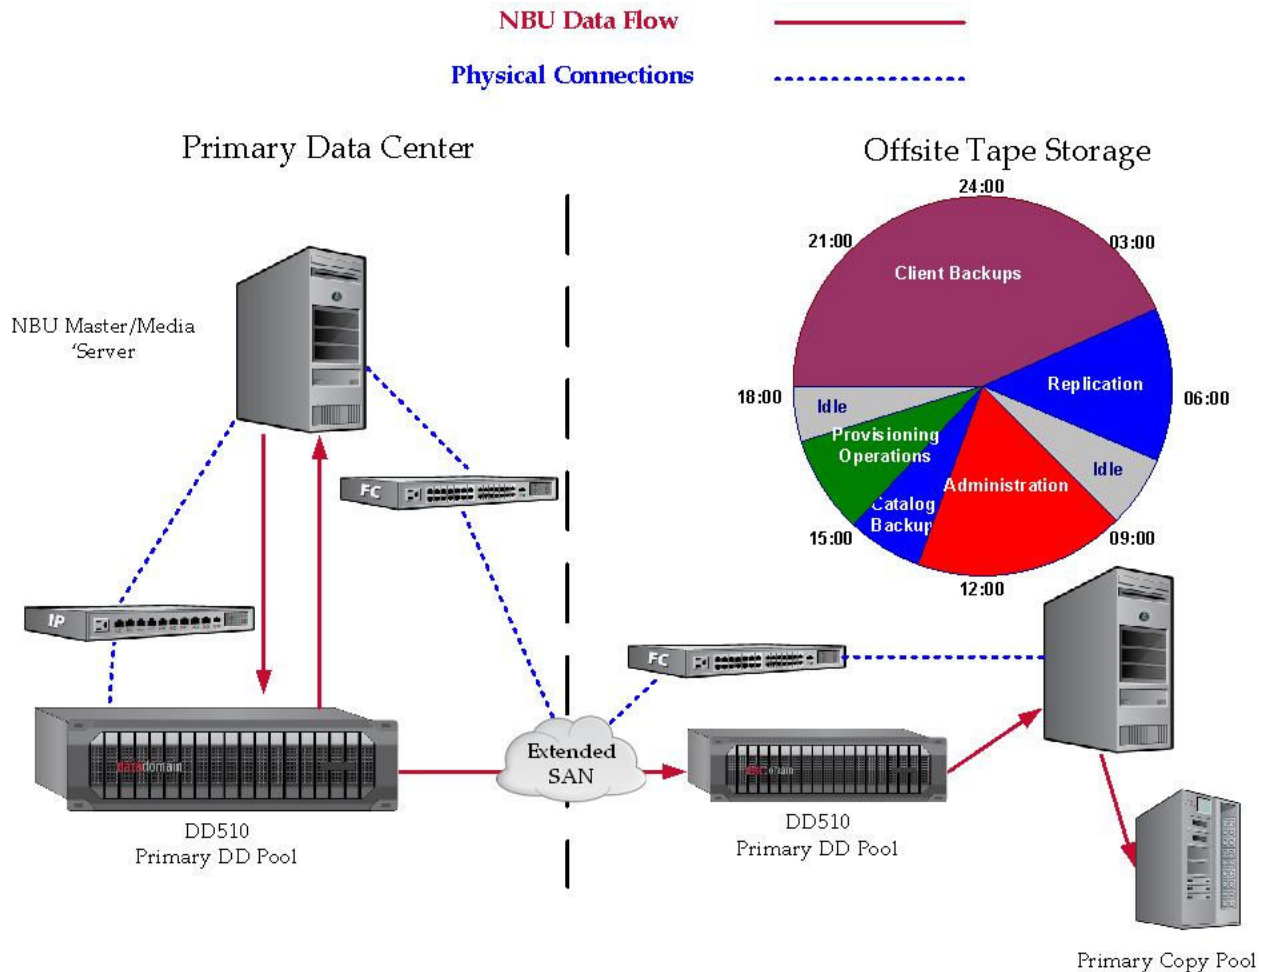 NBU Data Flow
Physical Connections
Primary Data Center
Offsite Tape Storage
24:00
21:00
03:00
Client Backups
NBU Master/Media
'Server
Replication
18:00
06:00
Idle
Provisioning
Operations
Idle
Administration
Catalog
Backup
15:00
09:00
12:00
FC
IP
FC
datadomain
Extended
SAN
domain
DD510
Primary DD Pool
DD510
Primary DD Pool
Primary Copy Pool